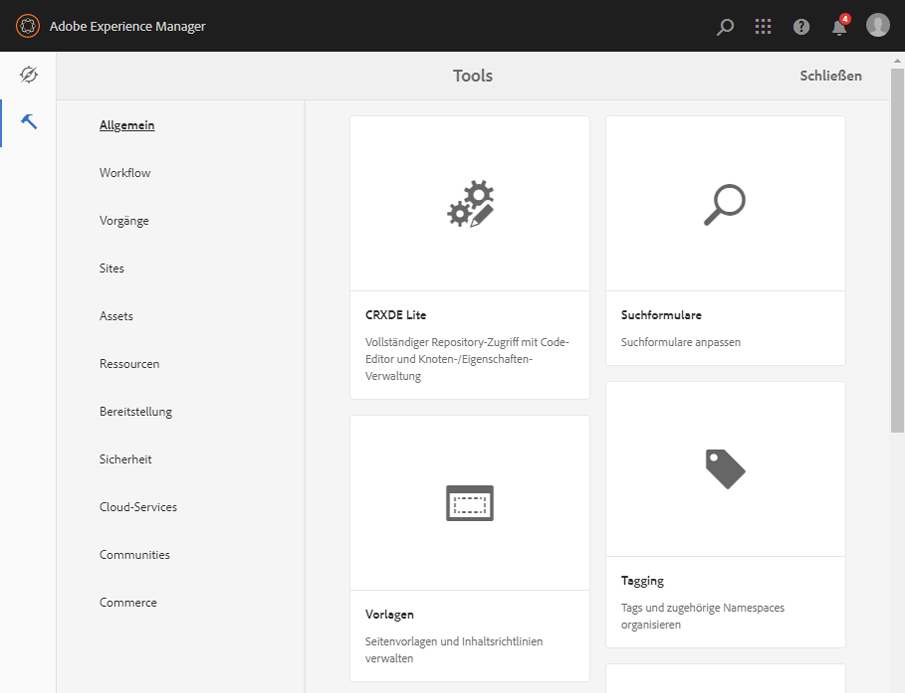 Adobe Experience Manager
4
Tools
Schließen
Allgemein
Workflow
Vorgänge
Sites
Assets
Ressourcen
Bereitstellung
Sicherheit
Cloud-Services
Communities
Commerce
CRXDE Lite
Vollständiger Repository-Zugriff mit Code-
Editor und Knoten-/Eigenschaften-
Verwaltung
Suchformulare
Suchformulare anpassen
Vorlagen
Seitenvorlagen und Inhaltsrichtlinien
verwalten
Tagging
Tags und zugehörige Namespaces
organisieren